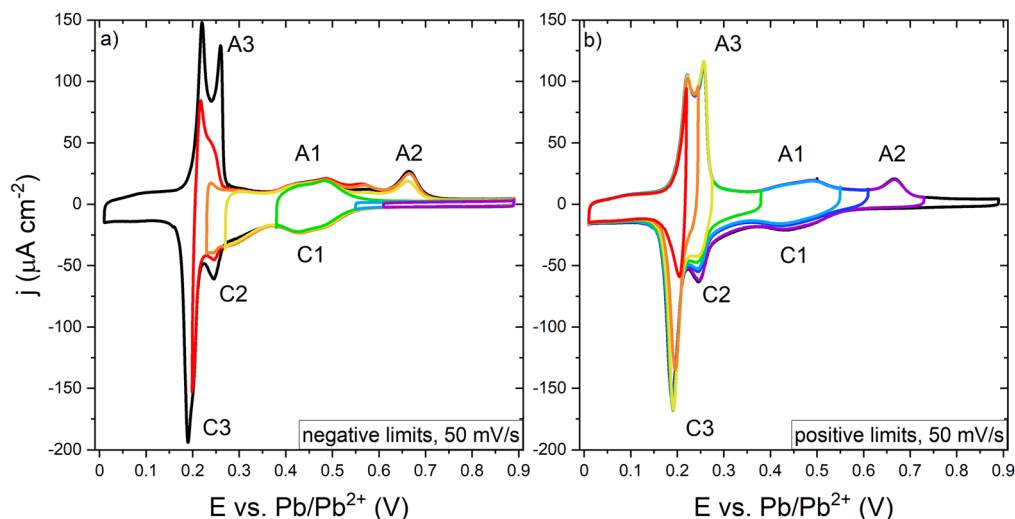 a)
150
100
50
0
-50
-100
-150
-200
j (μA cm⁻²)
A3
A1
A2
C1
C2
C3
negative limits, 50 mV/s
0 0.1 0.2 0.3 0.4 0.5 0.6 0.7 0.8 0.9
E vs. Pb/Pb²⁺ (V)
b)
150
100
50
0
-50
-100
-150
-200
A3
A1
A2
C1
C2
C3
positive limits, 50 mV/s
0 0.1 0.2 0.3 0.4 0.5 0.6 0.7 0.8 0.9
E vs. Pb/Pb²⁺ (V)